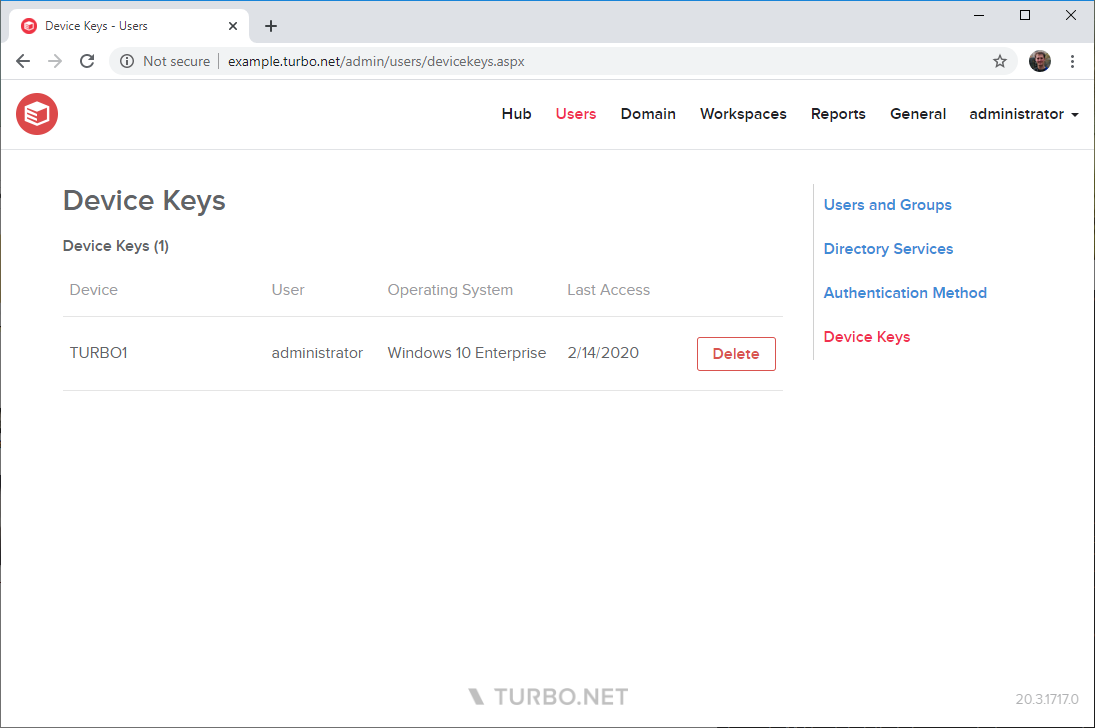 Device Keys - Users
Not secure | example.turbo.net/admin/users/devicekeys.aspx
Hub Users Domain Workspaces Reports General administrator
Device Keys
Device Keys (1)
Device User Operating System Last Access
TURBO1 administrator Windows 10 Enterprise 2/14/2020 Delete
Users and Groups
Directory Services
Authentication Method
Device Keys
TURBO.NET
20.3.1717.0